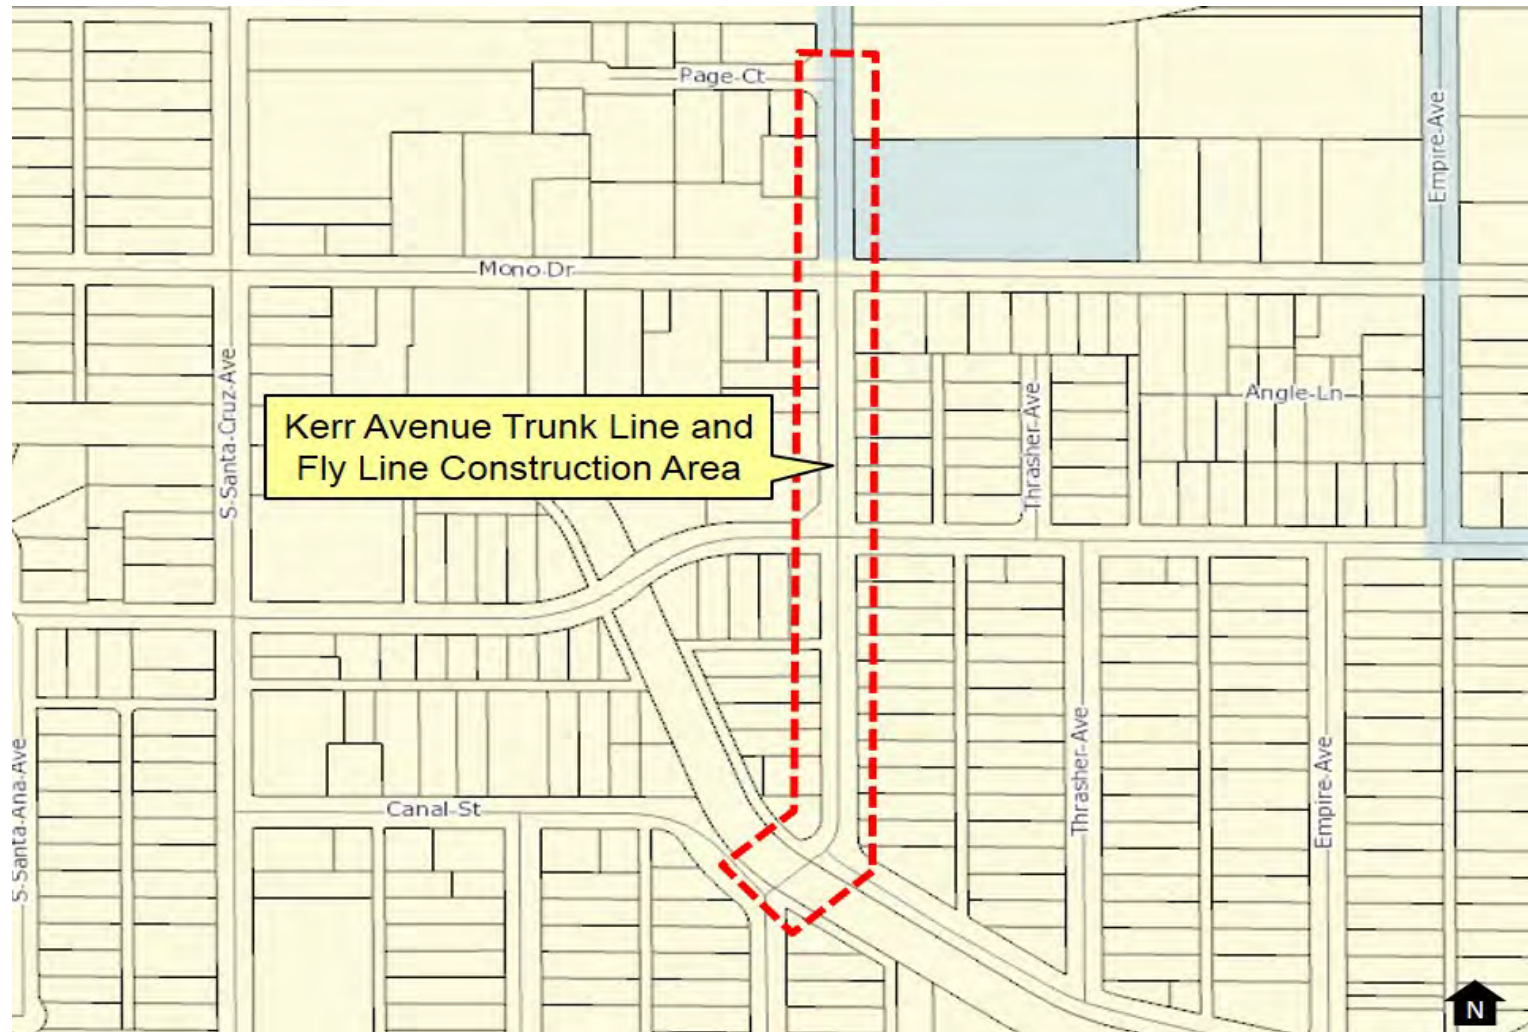 Page Ct
Empire Ave
Mono Dr
S Santa Cruz Ave
Kerr Avenue Trunk Line and
Fly Line Construction Area
Thrasher Ave
Angle Ln
S Santa Ana Ave
Canal St
Thrasher Ave
Empire Ave
N